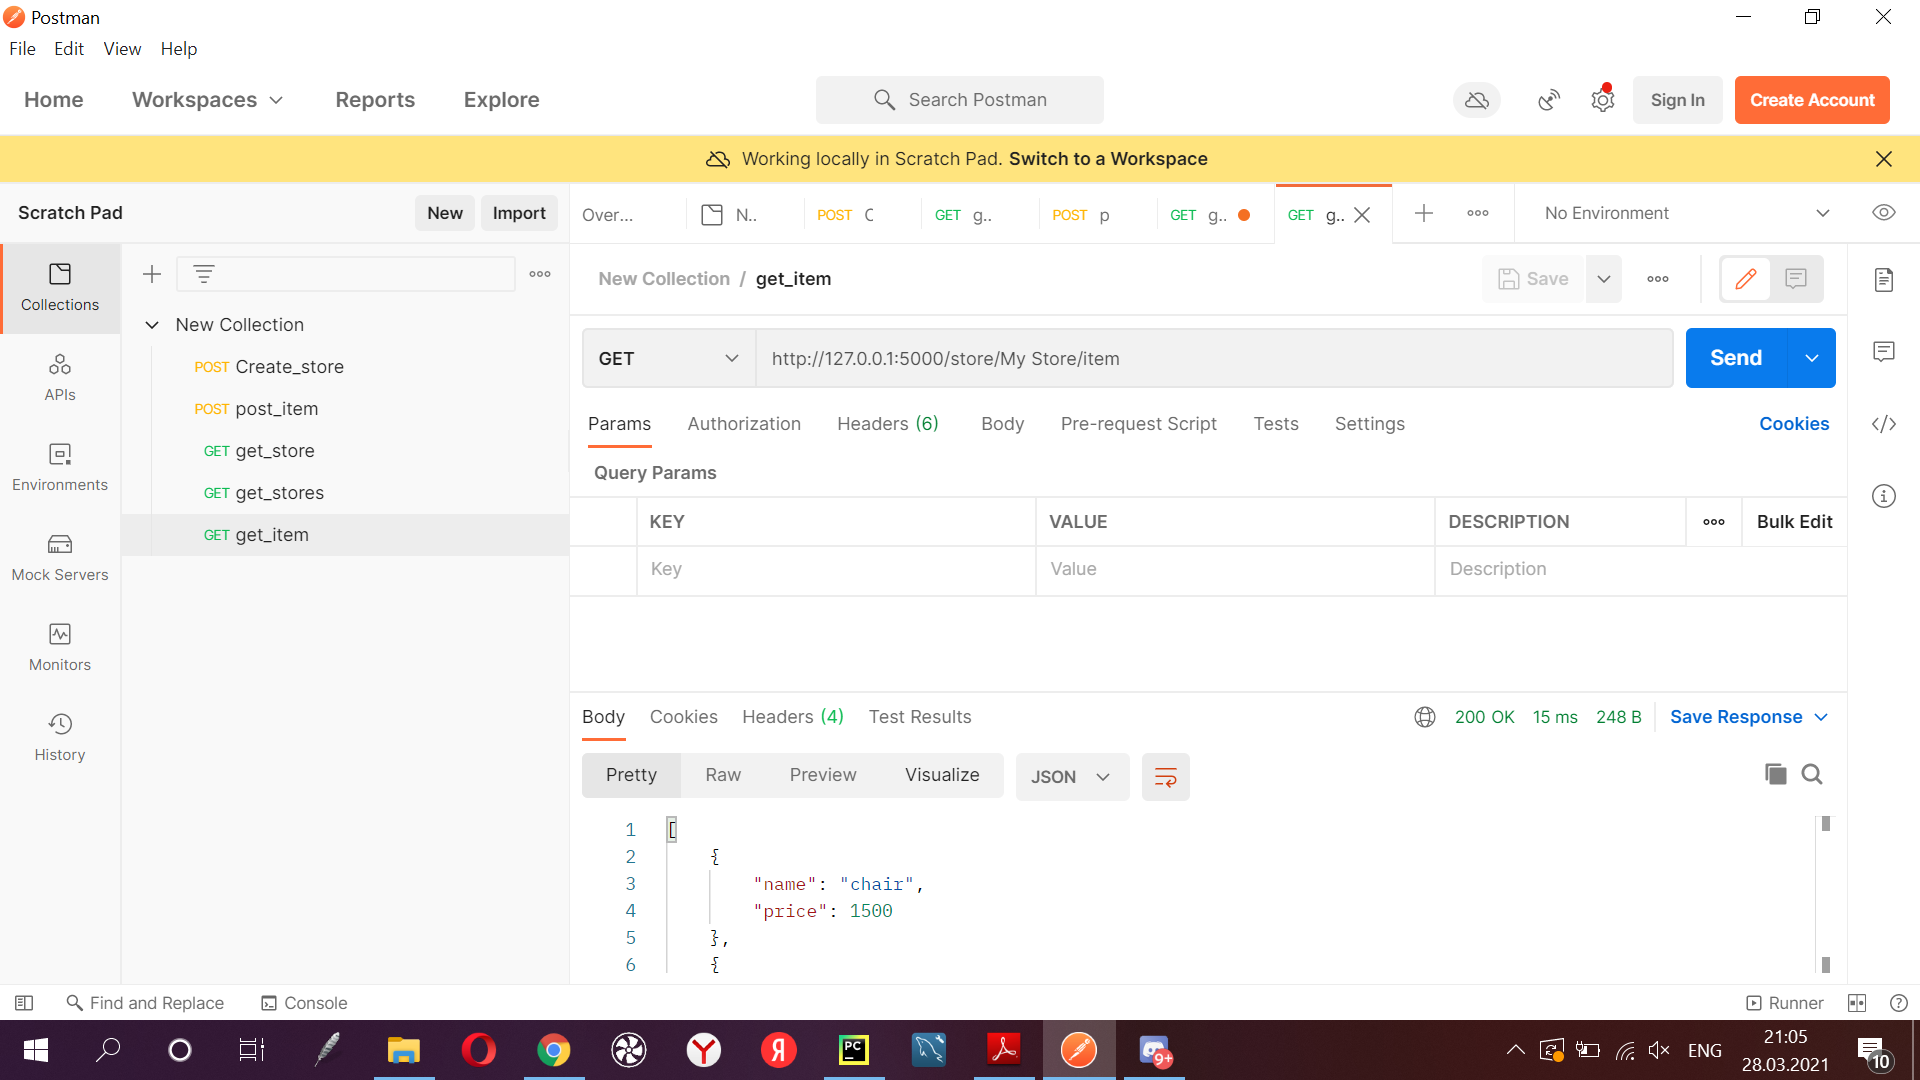 Postman
File Edit View Help
Home Workspaces Reports Explore Search Postman Sign In Create Account
Working locally in Scratch Pad. Switch to a Workspace
Scratch Pad New Import
Over... N.. POST C GET g.. POST p GET g.. GET g.. No Environment
Collections
APIs
Environments
Mock Servers
Monitors
History
New Collection
POST Create_store
POST post_item
GET get_store
GET get_stores
GET get_item
New Collection / get_item Save
GET http://127.0.0.1:5000/store/My Store/item Send
Params Authorization Headers (6) Body Pre-request Script Tests Settings Cookies
Query Params
KEY VALUE DESCRIPTION Bulk Edit
Key Value Description
Body Cookies Headers (4) Test Results 200 OK 15 ms 248 B Save Response
Pretty Raw Preview Visualize JSON
1 [
2 {
3 "name": "chair",
4 "price": 1500
5 },
6 {
Find and Replace Console Runner
PC 9+ ENG 21:05
28.03.2021 10